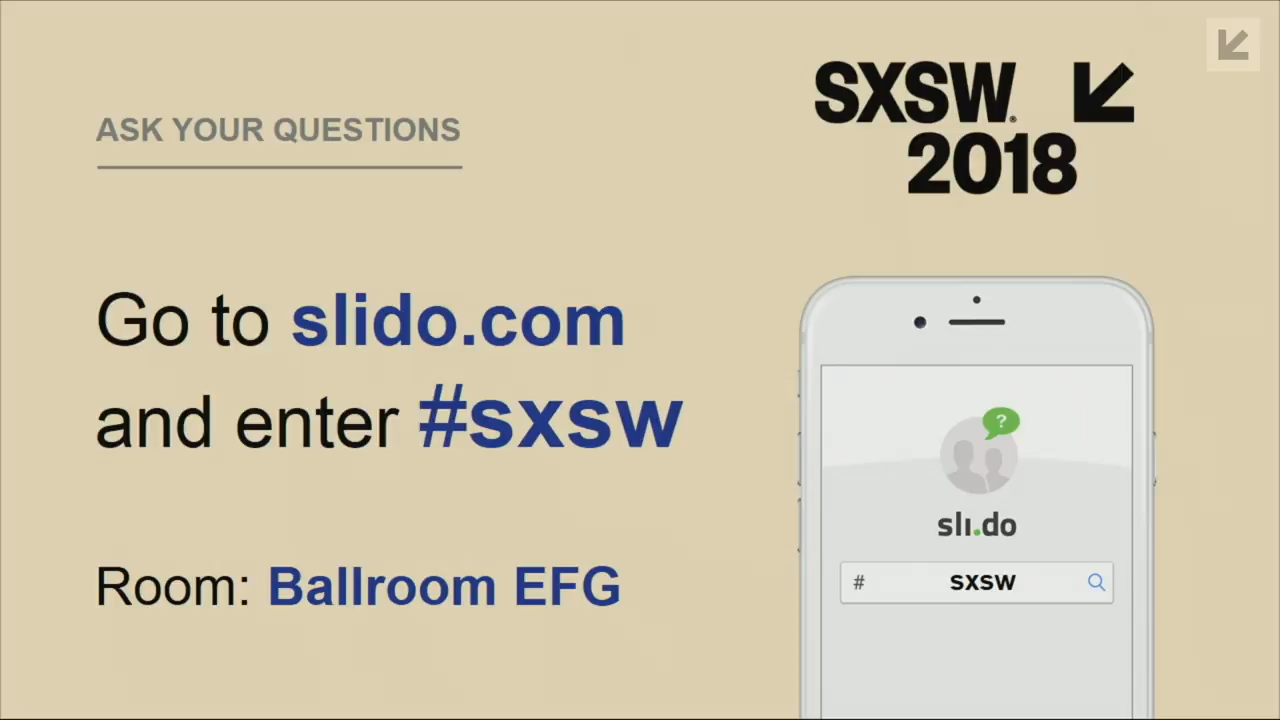 SXSW®
2018
ASK YOUR QUESTIONS
Go to slido.com
and enter #sxsw
Room: Ballroom EFG
?
sli.do
# SXSW